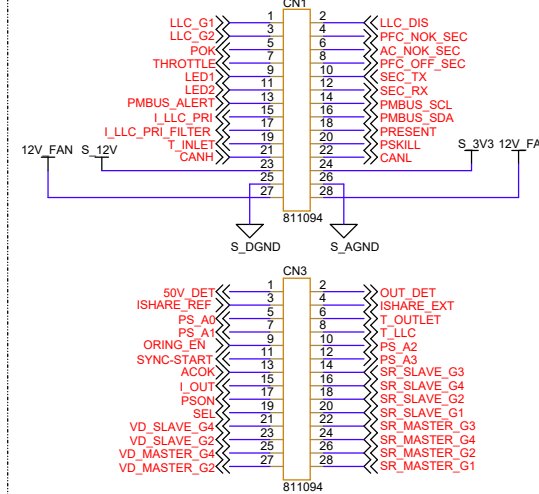 CN1
LLC_G1 1 2 LLC_DIS
LLC_G2 3 4 PFC_NOK_SEC
POK 5 6 AC_NOK_SEC
THROTTLE 7 8 PFC_OFF_SEC
LED1 9 10 SEC_TX
LED2 11 12 SEC_RX
PMBUS_ALERT 13 14 PMBUS_SCL
I_LLC_PRI 15 16 PMBUS_SDA
I_LLC_PRI_FILTER 17 18 PRESENT
T_INLET 19 20 PSKILL
CANH 21 22 CANL
12V_FAN S_12V 23 24 S_3V3 12V_FA
25 26
27 28
811094
S_DGND S_AGND
CN3
50V_DET 1 2 OUT_DET
ISHARE_REF 3 4 ISHARE_EXT
PS_A0 5 6 T_OUTLET
PS_A1 7 8 T_LLC
ORING_EN 9 10 PS_A2
SYNC-START 11 12 PS_A3
ACOK 13 14 SR_SLAVE_G3
I_OUT 15 16 SR_SLAVE_G4
PSON 17 18 SR_SLAVE_G2
SEL 19 20 SR_SLAVE_G1
VD_SLAVE_G4 21 22 SR_MASTER_G3
VD_SLAVE_G2 23 24 SR_MASTER_G4
VD_MASTER_G4 25 26 SR_MASTER_G2
VD_MASTER_G2 27 28 SR_MASTER_G1
811094